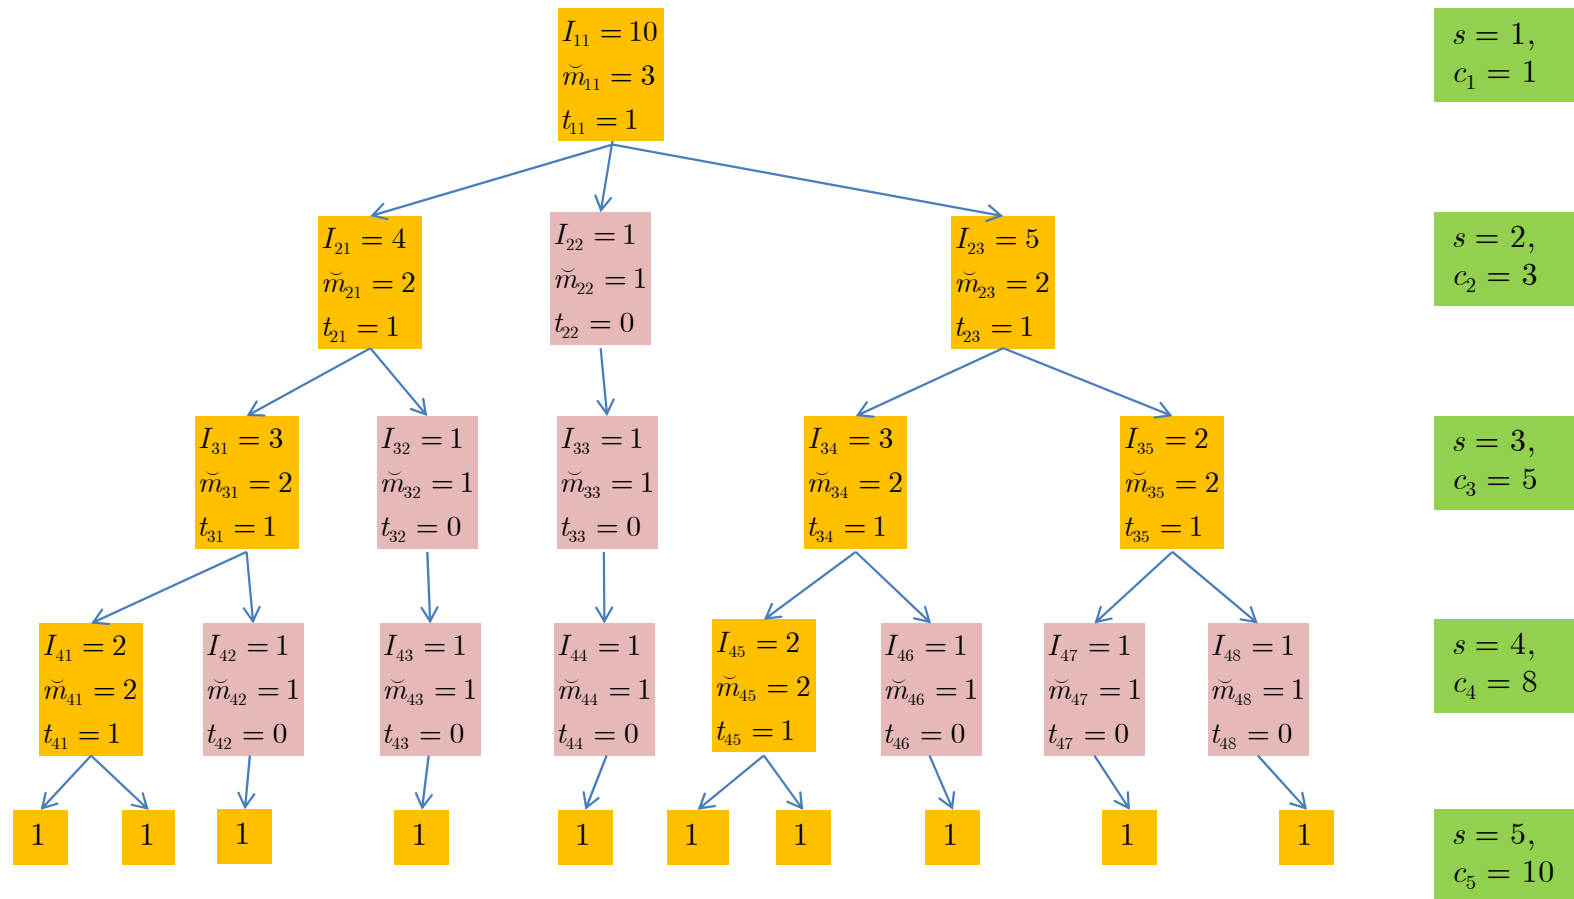 I₁₁ = 10
m̆₁₁ = 3
t₁₁ = 1
s = 1,
c₁ = 1
I₂₁ = 4
m̆₂₁ = 2
t₂₁ = 1
I₂₂ = 1
m̆₂₂ = 1
t₂₂ = 0
I₂₃ = 5
m̆₂₃ = 2
t₂₃ = 1
s = 2,
c₂ = 3
I₃₁ = 3
m̆₃₁ = 2
t₃₁ = 1
I₃₂ = 1
m̆₃₂ = 1
t₃₂ = 0
I₃₃ = 1
m̆₃₃ = 1
t₃₃ = 0
I₃₄ = 3
m̆₃₄ = 2
t₃₄ = 1
I₃₅ = 2
m̆₃₅ = 2
t₃₅ = 1
s = 3,
c₃ = 5
I₄₁ = 2
m̆₄₁ = 2
t₄₁ = 1
I₄₂ = 1
m̆₄₂ = 1
t₄₂ = 0
I₄₃ = 1
m̆₄₃ = 1
t₄₃ = 0
I₄₄ = 1
m̆₄₄ = 1
t₄₄ = 0
I₄₅ = 2
m̆₄₅ = 2
t₄₅ = 1
I₄₆ = 1
m̆₄₆ = 1
t₄₆ = 0
I₄₇ = 1
m̆₄₇ = 1
t₄₇ = 0
I₄₈ = 1
m̆₄₈ = 1
t₄₈ = 0
s = 4,
c₄ = 8
1
1
1
1
1
1
1
1
1
1
s = 5,
c₅ = 10